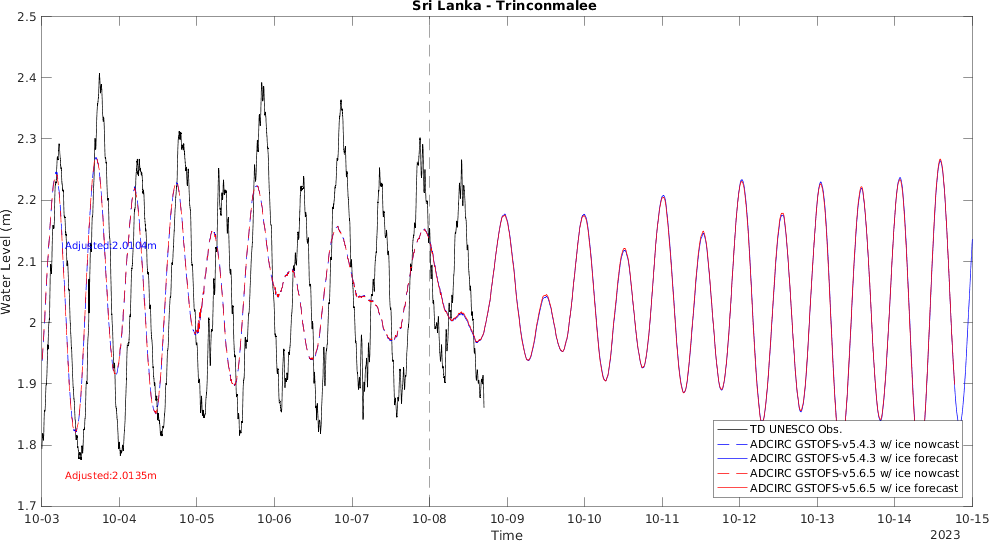 Sri Lanka - Trinconmalee
2.5
2.4
2.3
2.2
2.1
2
1.9
1.8
1.7
Water Level (m)
Adjusted:2.0104m
Adjusted:2.0135m
TD UNESCO Obs.
ADCIRC GSTOFS-v5.4.3 w/ ice nowcast
ADCIRC GSTOFS-v5.4.3 w/ ice forecast
ADCIRC GSTOFS-v5.6.5 w/ ice nowcast
ADCIRC GSTOFS-v5.6.5 w/ ice forecast
10-03 10-04 10-05 10-06 10-07 10-08 10-09 10-10 10-11 10-12 10-13 10-14 10-15
Time
2023